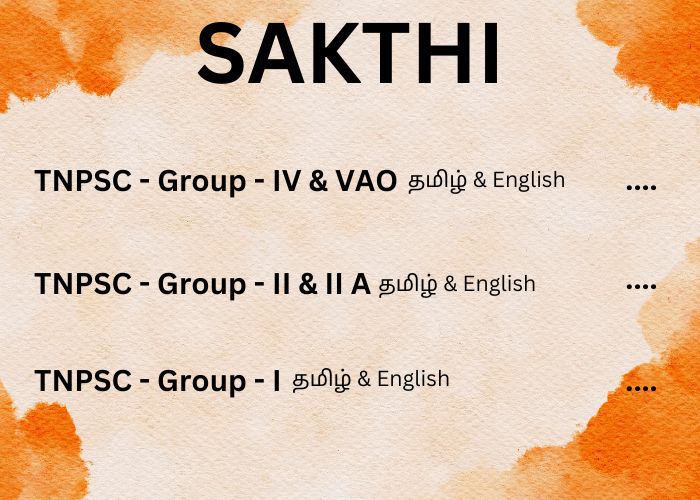 SAKTHI
TNPSC - Group - IV & VAO தமிழ் & English ....
TNPSC - Group - II & II A தமிழ் & English ....
TNPSC - Group - I தமிழ் & English ....